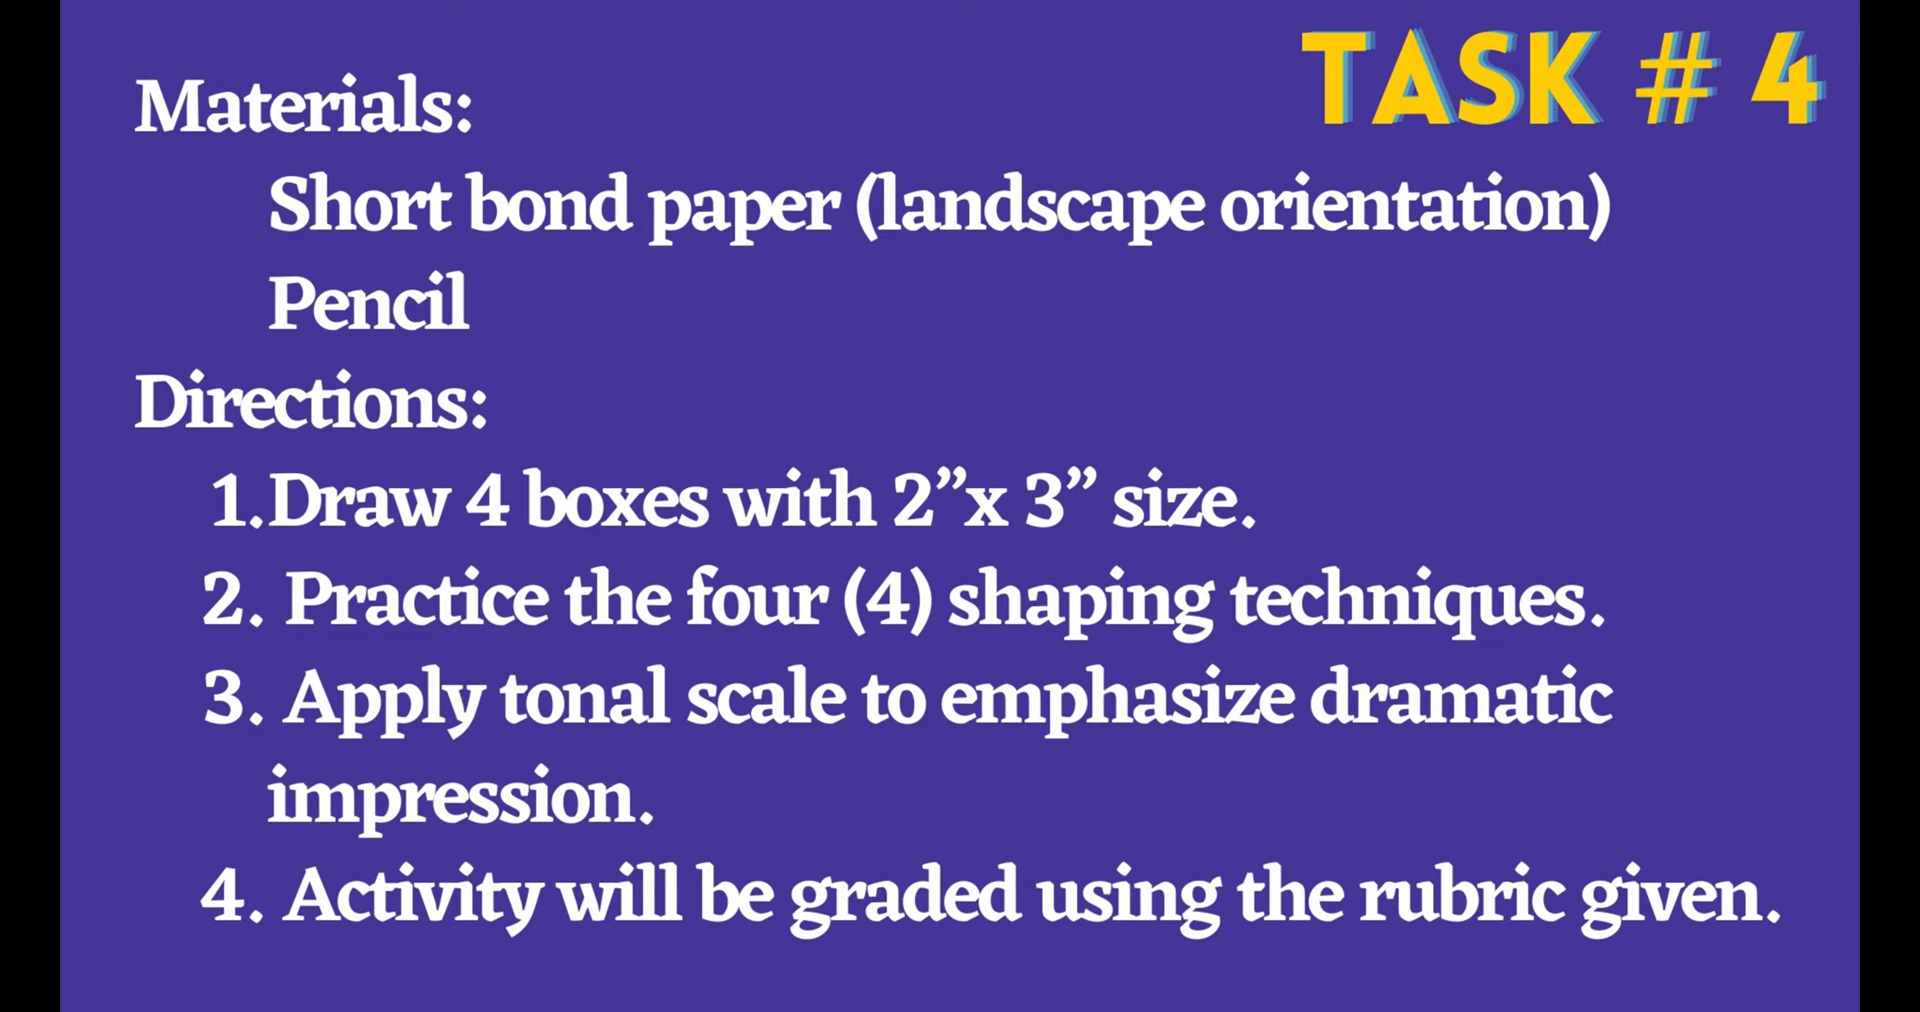 TASK # 4
Materials:
Short bond paper (landscape orientation)
Pencil
Directions:
1.Draw 4 boxes with 2”x 3” size.
2. Practice the four (4) shaping techniques.
3. Apply tonal scale to emphasize dramatic
impression.
4. Activity will be graded using the rubric given.